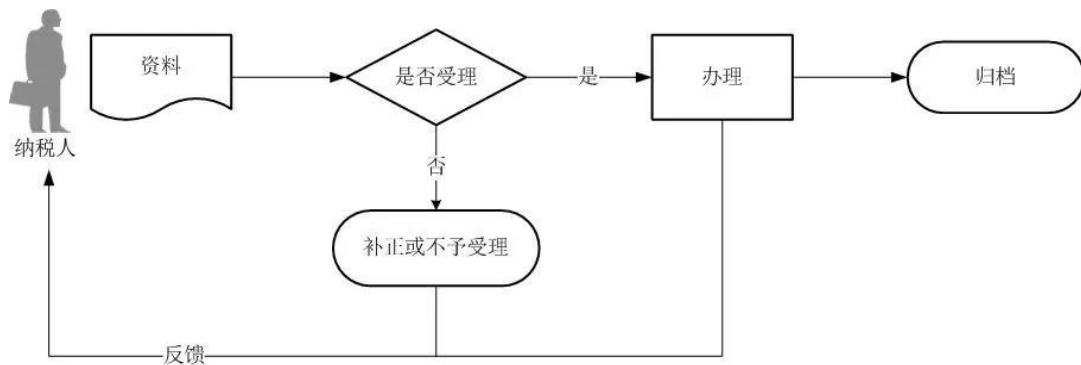 纳税人
资料
是否受理
是
办理
归档
否
补正或不予受理
反馈